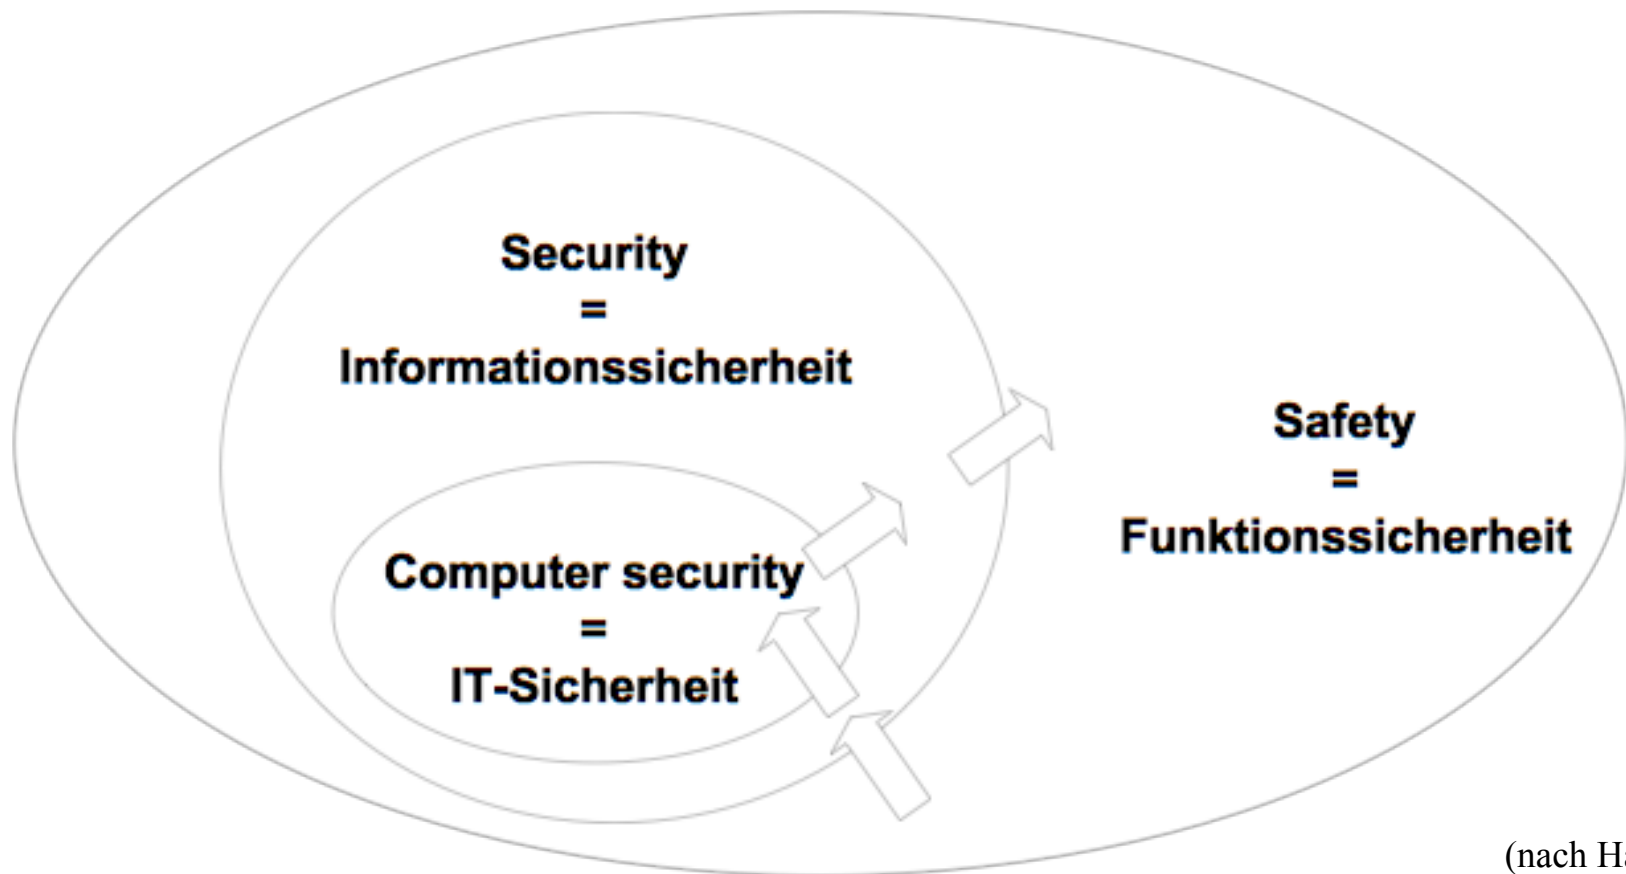 Security
=
Informationssicherheit
Computer security
=
IT-Sicherheit
Safety
=
Funktionssicherheit
(nach